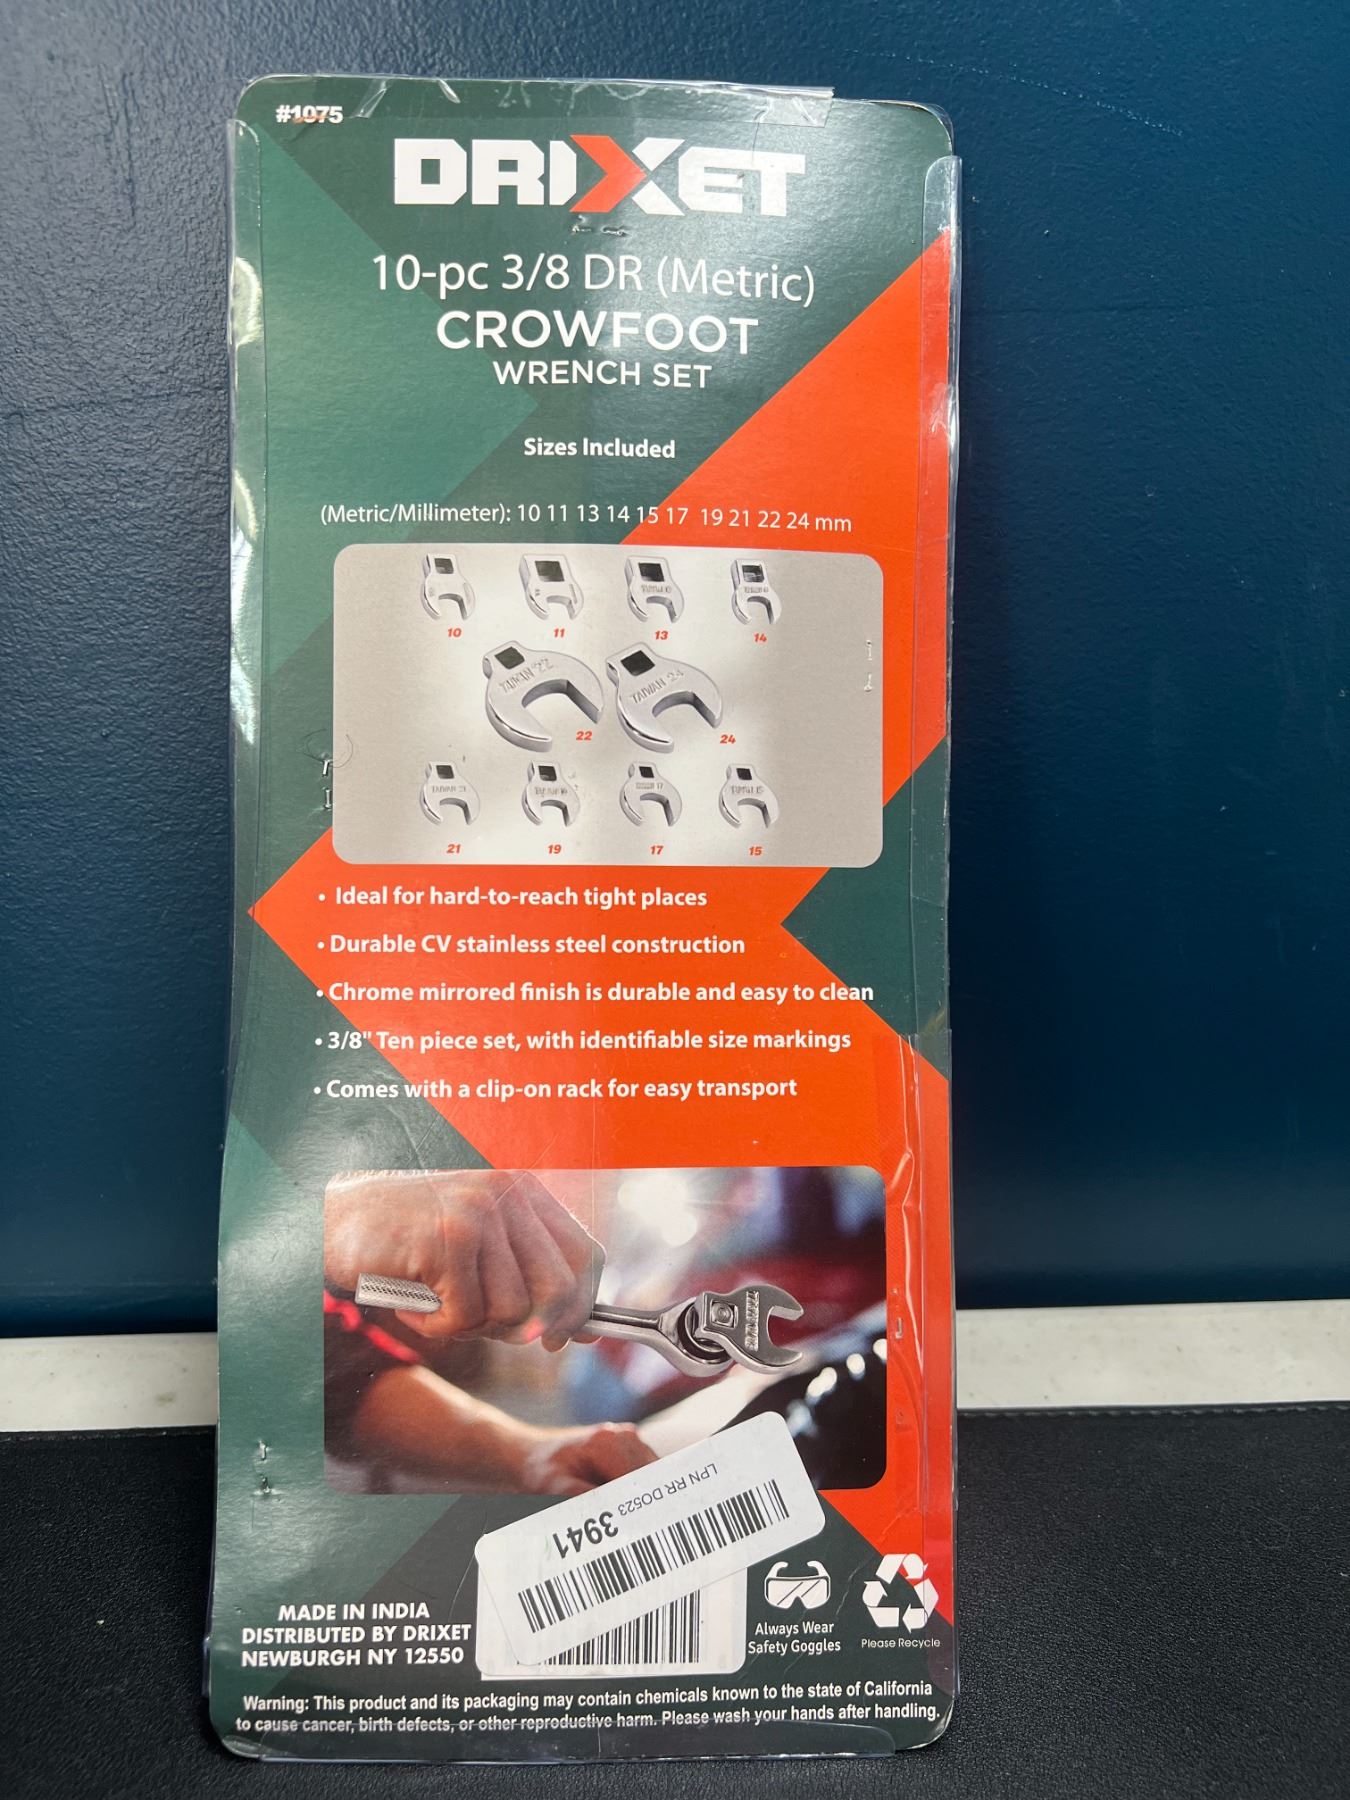 #1075
DRIXET
10-pc 3/8 DR (Metric)
CROWFOOT
WRENCH SET
Sizes Included
(Metric/Millimeter): 10 11 13 14 15 17 19 21 22 24 mm
10 11 13 14
TAIWAN 22 TAIWAN 24
22 24
TAIWAN 21
21 19 17 15
• Ideal for hard-to-reach tight places
• Durable CV stainless steel construction
• Chrome mirrored finish is durable and easy to clean
• 3/8" Ten piece set, with identifiable size markings
• Comes with a clip-on rack for easy transport
LPN RR DO523 3941
MADE IN INDIA
DISTRIBUTED BY DRIXET
NEWBURGH NY 12550
Always Wear
Safety Goggles
Please Recycle
Warning: This product and its packaging may contain chemicals known to the state of California
to cause cancer, birth defects, or other reproductive harm. Please wash your hands after handling.